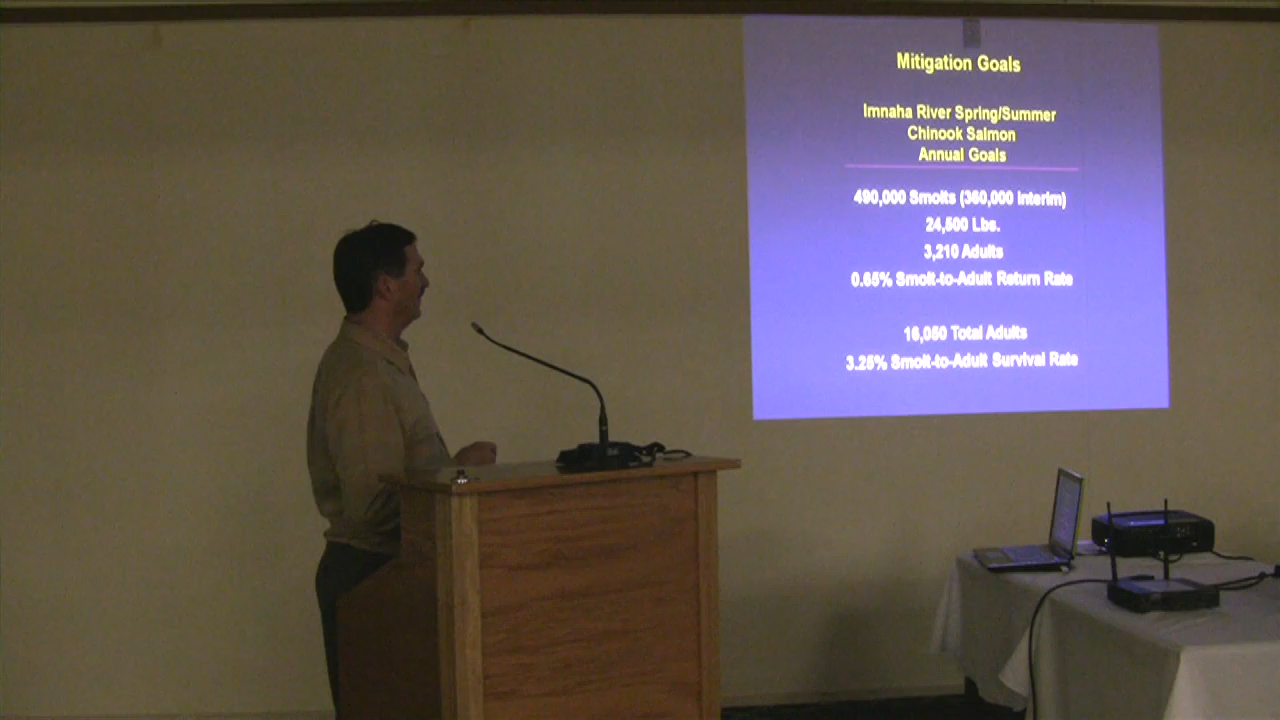 Mitigation Goals
Imnaha River Spring/Summer
Chinook Salmon
Annual Goals
490,000 Smolts (360,000 Interim)
24,500 Lbs.
3,210 Adults
0.65% Smolt-to-Adult Return Rate
16,050 Total Adults
3.25% Smolt-to-Adult Survival Rate